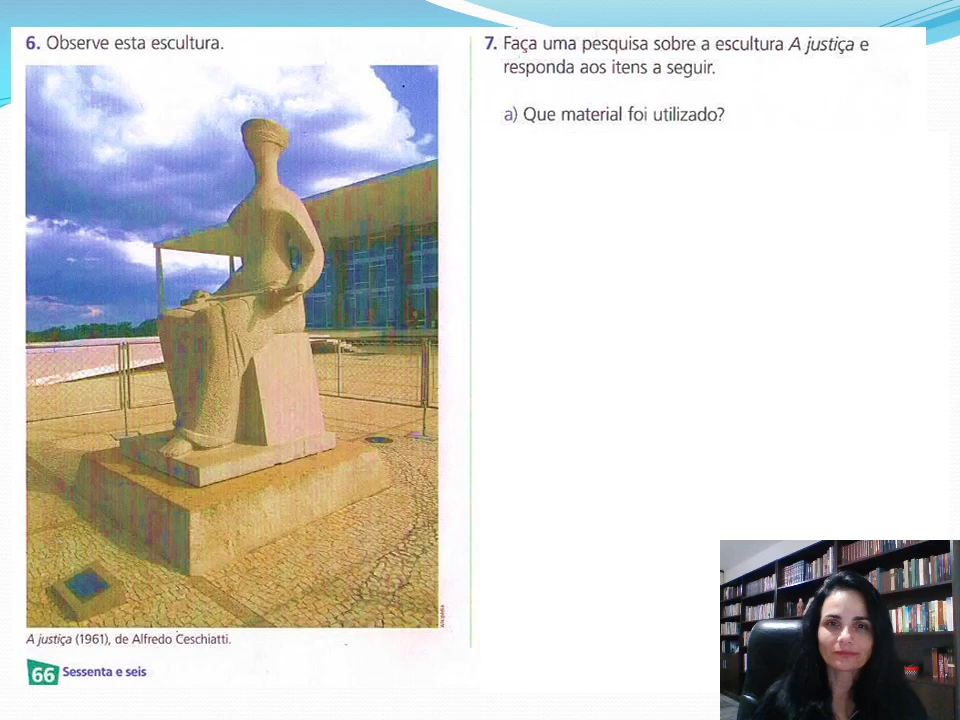 6. Observe esta escultura.
A justiça (1961), de Alfredo Ceschiatti.
66 Sessenta e seis
7. Faça uma pesquisa sobre a escultura A justiça e
responda aos itens a seguir.
a) Que material foi utilizado?